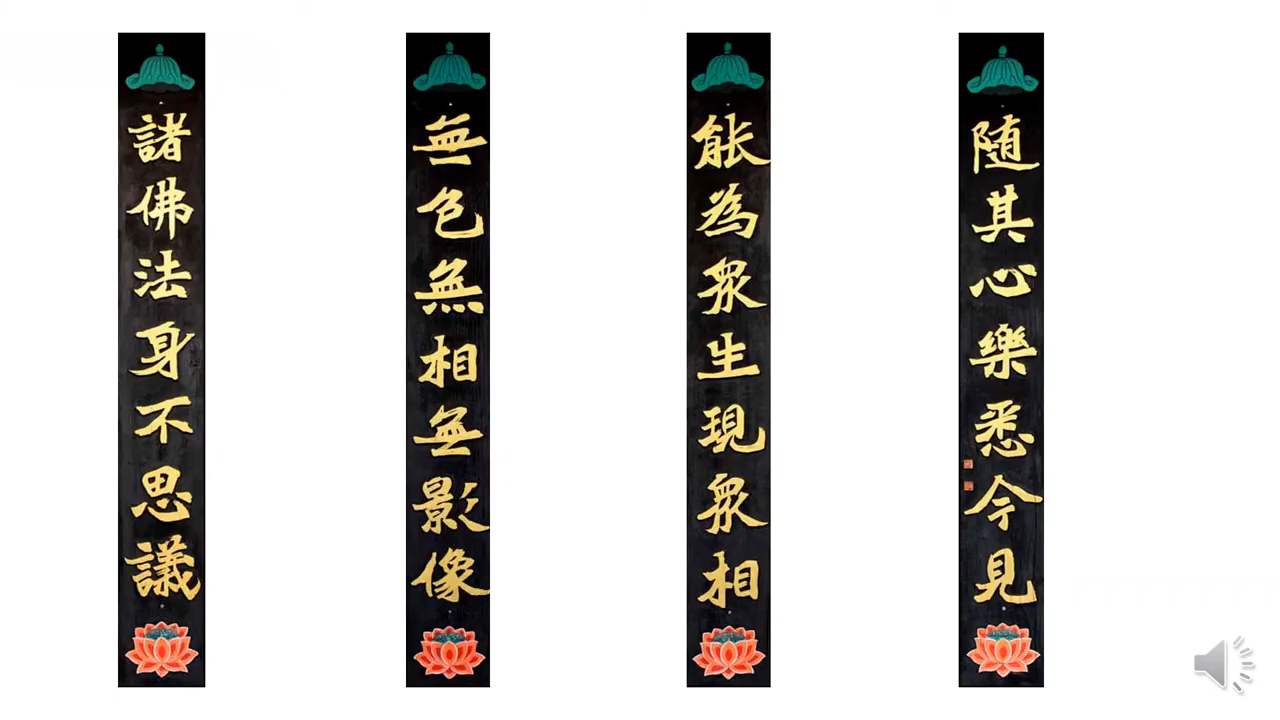 諸佛法身不思議
無色無相無影像
能為眾生現眾相
随其心樂悉令見